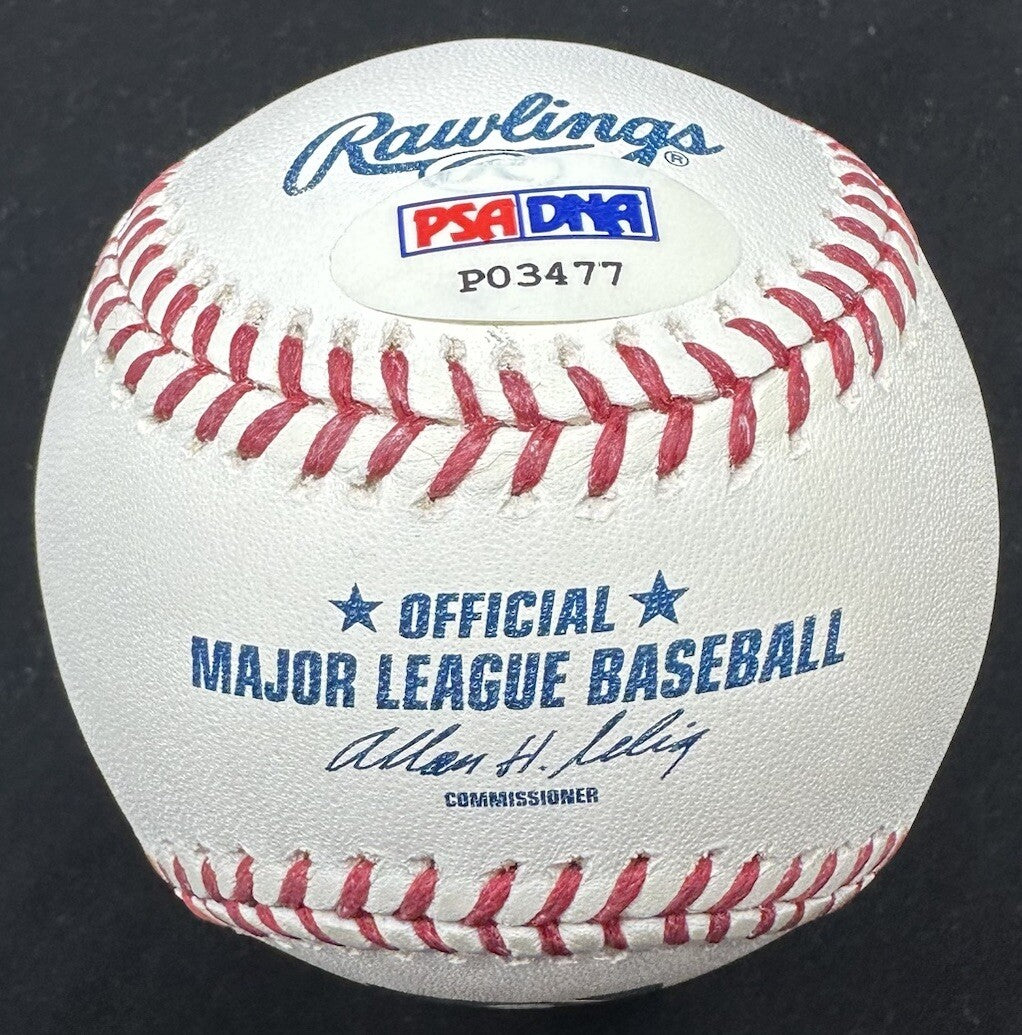 Rawlings®
PSA DNA
P03477
★ OFFICIAL ★
MAJOR LEAGUE BASEBALL
Allan H. Selig
COMMISSIONER